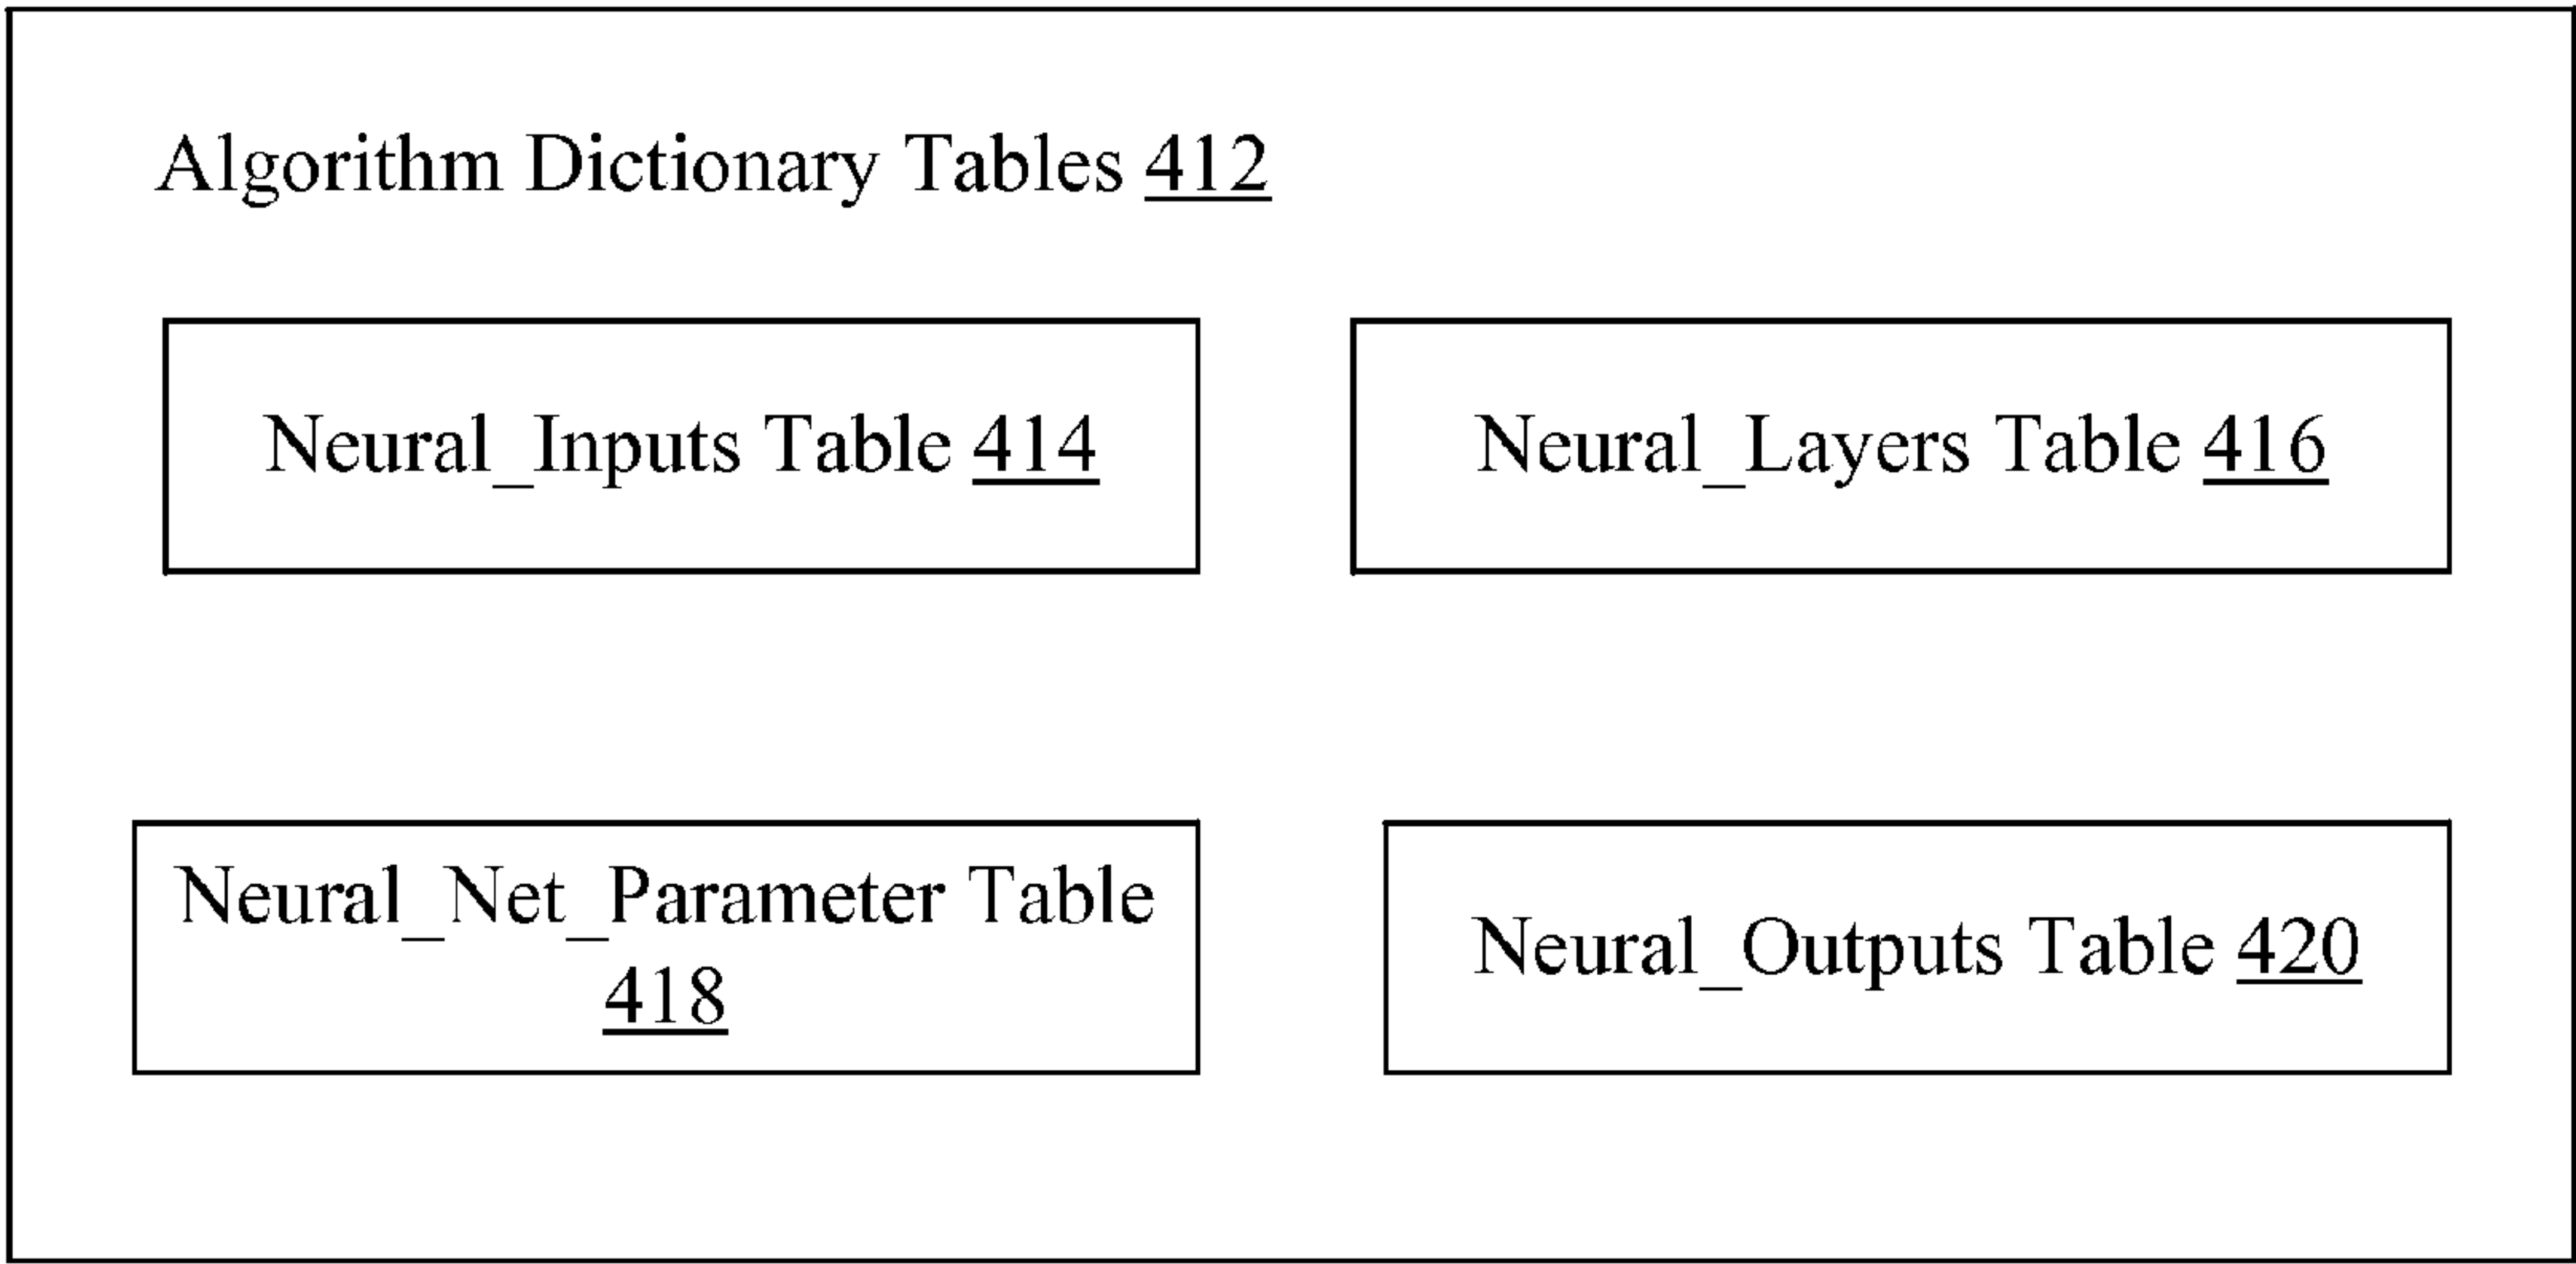 Algorithm Dictionary Tables 412
Neural_Inputs Table 414
Neural_Layers Table 416
Neural_Net_Parameter Table
418
Neural_Outputs Table 420